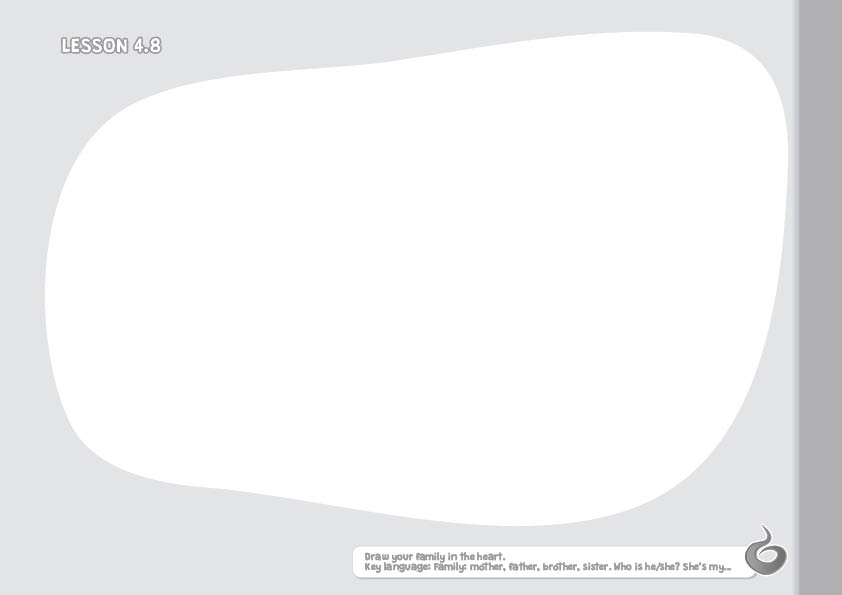 LESSON 4.8
Draw your family in the heart.
Key language: Family: mother, father, brother, sister. Who is he/she? She's my...